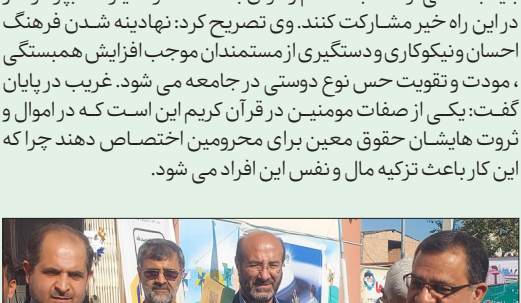 در این راه خیر مشارکت کنند. وی تصریح کرد: نهادینه شدن فرهنگ
احسان و نیکوکاری و دستگیری از مستمندان موجب افزایش همبستگی
، مودت و تقویت حس نوع دوستی در جامعه می شود. غریب در پایان
گفت: یکی از صفات مومنین در قرآن کریم این است که در اموال و
ثروت هایشان حقوق معین برای محرومین اختصاص دهند چرا که
این کار باعث تزکیه مال و نفس این افراد می شود.